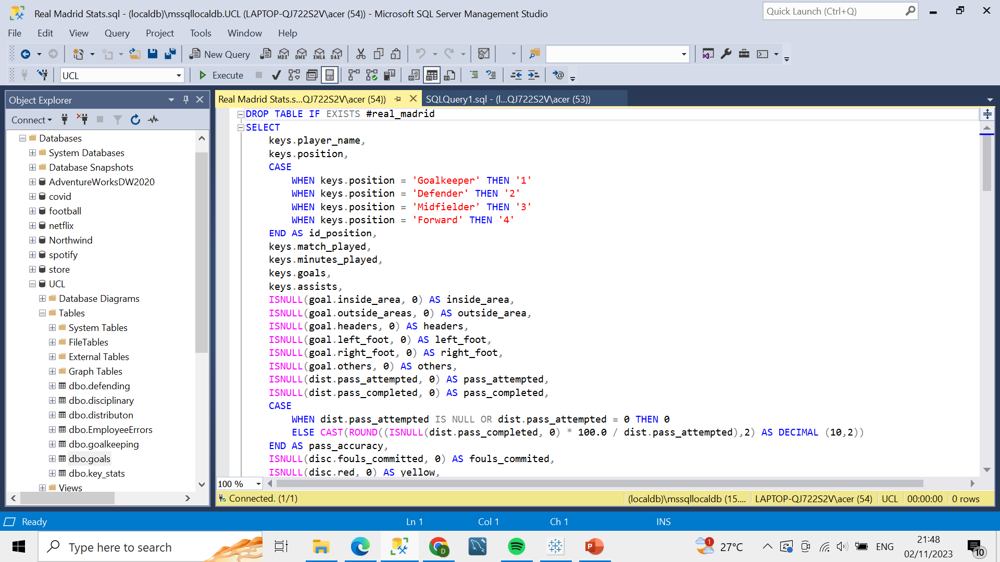 Real Madrid Stats.sql - (localdb)\mssqllocaldb.UCL (LAPTOP-QJ722S2V\acer (54)) - Microsoft SQL Server Management Studio
Quick Launch (Ctrl+Q)
File Edit View Query Project Tools Window Help
New Query MDX DMX XMLA DAX
UCL Execute
Object Explorer
Connect
Databases
System Databases
Database Snapshots
AdventureWorksDW2020
covid
football
netflix
Northwind
spotify
store
UCL
Database Diagrams
Tables
System Tables
FileTables
External Tables
Graph Tables
dbo.defending
dbo.disciplinary
dbo.distributon
dbo.EmployeeErrors
dbo.goalkeeping
dbo.goals
dbo.key_stats
Views
Real Madrid Stats.s...QJ722S2V\acer (54))
SQLQuery1.sql - (l...QJ722S2V\acer (53))
DROP TABLE IF EXISTS #real_madrid
SELECT
keys.player_name,
keys.position,
CASE
WHEN keys.position = 'Goalkeeper' THEN '1'
WHEN keys.position = 'Defender' THEN '2'
WHEN keys.position = 'Midfielder' THEN '3'
WHEN keys.position = 'Forward' THEN '4'
END AS id_position,
keys.match_played,
keys.minutes_played,
keys.goals,
keys.assists,
ISNULL(goal.inside_area, 0) AS inside_area,
ISNULL(goal.outside_areas, 0) AS outside_area,
ISNULL(goal.headers, 0) AS headers,
ISNULL(goal.left_foot, 0) AS left_foot,
ISNULL(goal.right_foot, 0) AS right_foot,
ISNULL(goal.others, 0) AS others,
ISNULL(dist.pass_attempted, 0) AS pass_attempted,
ISNULL(dist.pass_completed, 0) AS pass_completed,
CASE
WHEN dist.pass_attempted IS NULL OR dist.pass_attempted = 0 THEN 0
ELSE CAST(ROUND((ISNULL(dist.pass_completed, 0) * 100.0 / dist.pass_attempted),2) AS DECIMAL (10,2))
END AS pass_accuracy,
ISNULL(disc.fouls_committed, 0) AS fouls_commited,
ISNULL(disc.red, 0) AS yellow,
100 %
Connected. (1/1)
(localdb)\mssqllocaldb (15.... LAPTOP-QJ722S2V\acer (54) UCL 00:00:00 0 rows
Ready Ln 1 Col 1 Ch 1 INS
Type here to search
D
P
1
27°C
ENG
21:48
02/11/2023
10